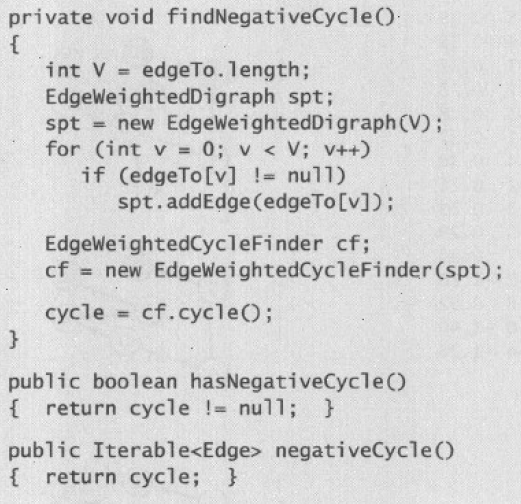 private void findNegativeCycle()
{
   int V = edgeTo.length;
   EdgeWeightedDigraph spt;
   spt = new EdgeWeightedDigraph(V);
   for (int v = 0; v < V; v++)
      if (edgeTo[v] != null)
         spt.addEdge(edgeTo[v]);
   EdgeWeightedCycleFinder cf;
   cf = new EdgeWeightedCycleFinder(spt);
   cycle = cf.cycle();
}
public boolean hasNegativeCycle()
{  return cycle != null;  }
public Iterable<Edge> negativeCycle()
{  return cycle;  }